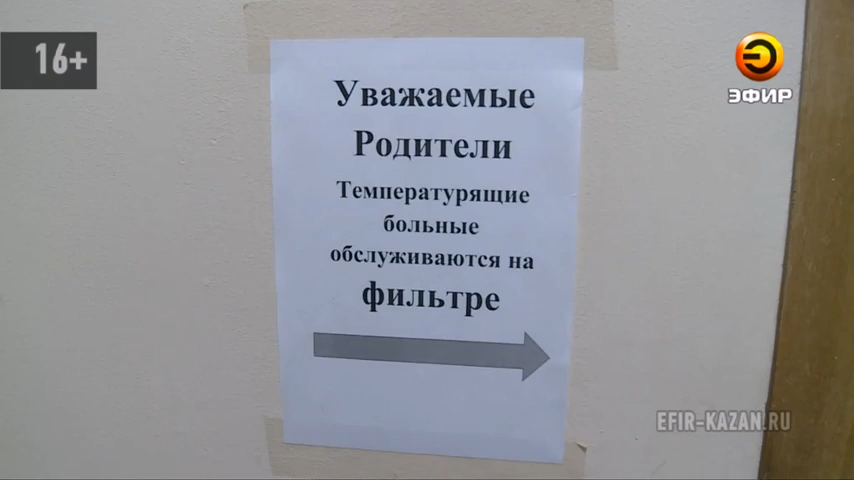 16+
ЭФИР
Уважаемые
Родители
Температурящие
больные
обслуживаются на
фильтре
EFIR-KAZAN.RU